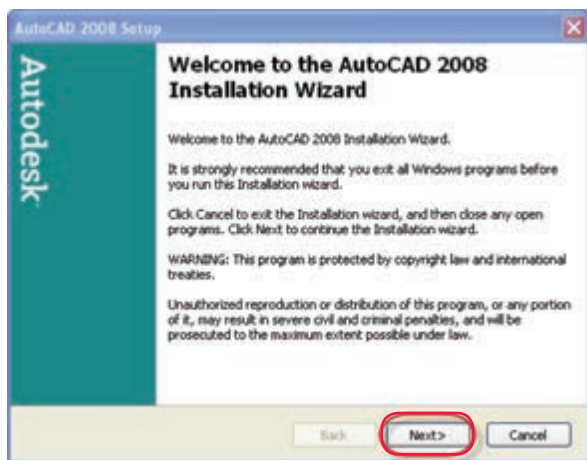 AutoCAD 2008 Setup
Autodesk
Welcome to the AutoCAD 2008
Installation Wizard
Welcome to the AutoCAD 2008 Installation Wizard.
It is strongly recommended that you exit all Windows programs before
you run this Installation wizard.
Click Cancel to exit the Installation wizard, and then close any open
programs. Click Next to continue the Installation wizard.
WARNING: This program is protected by copyright law and international
treaties.
Unauthorized reproduction or distribution of this program, or any portion
of it, may result in severe civil and criminal penalties, and will be
prosecuted to the maximum extent possible under law.
Back Next> Cancel